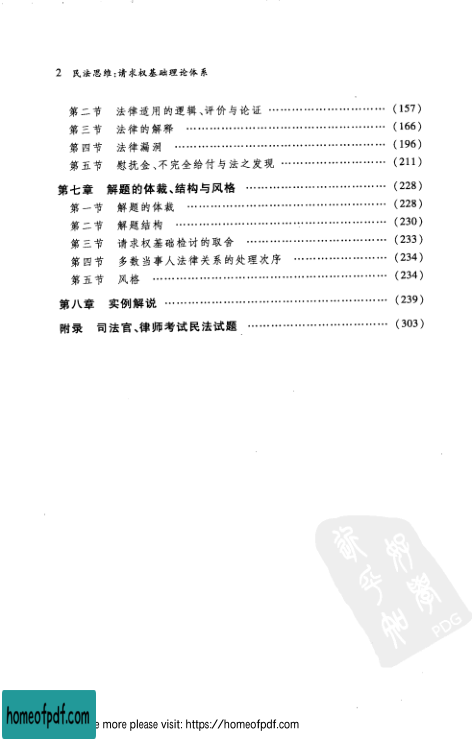 2 民法思维:请求权基础理论体系
第二节 法律适用的逻辑、评价与论证 …………………………… (157)
第三节 法律的解释 …………………………………………… (166)
第四节 法律漏洞 ……………………………………………… (196)
第五节 慰抚金、不完全给付与法之发现 ……………………… (211)
第七章 解题的体裁、结构与风格 ……………………………… (228)
第一节 解题的体裁 …………………………………………… (228)
第二节 解题结构 ……………………………………………… (230)
第三节 请求权基础检讨的取舍 ……………………………… (233)
第四节 多数当事人法律关系的处理次序 …………………… (234)
第五节 风格 …………………………………………………… (234)
第八章 实例解说 ………………………………………………… (239)
附录 司法官、律师考试民法试题 ……………………………… (303)
PDG
homeofpdf.com
e more please visit: https://homeofpdf.com